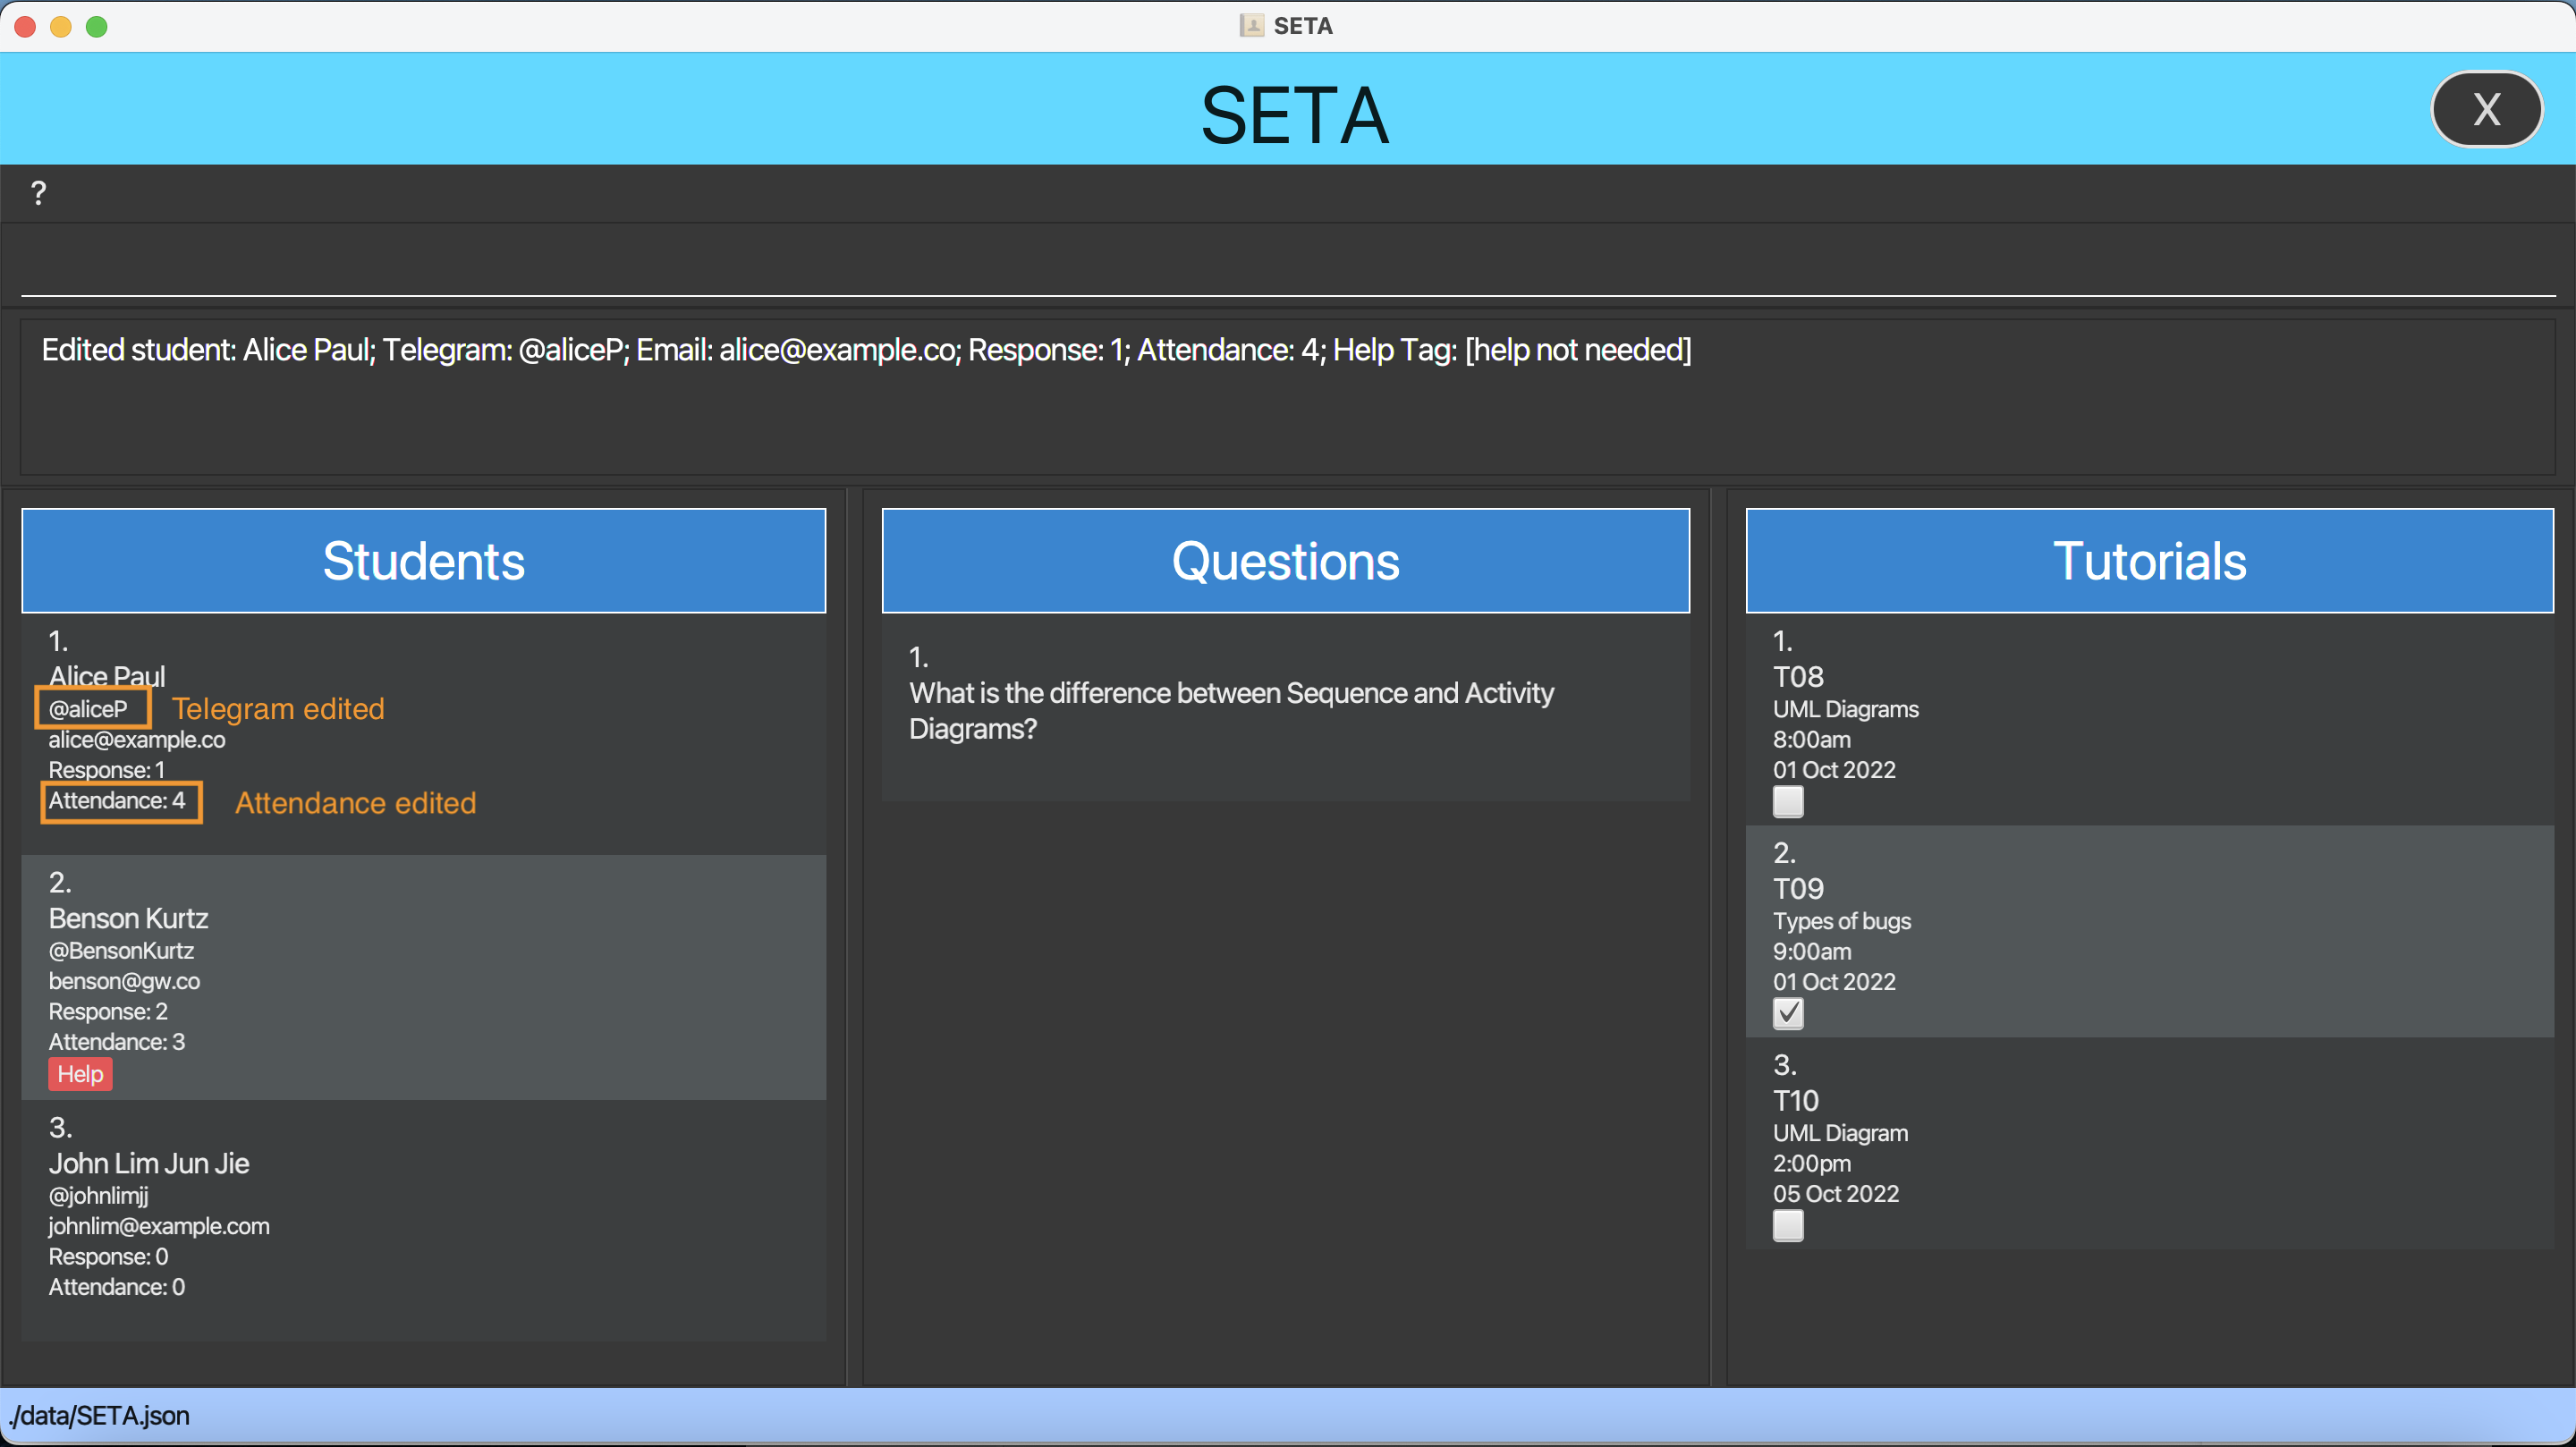 SETA
SETA
X
?
Edited student: Alice Paul; Telegram: @aliceP; Email: alice@example.co; Response: 1; Attendance: 4; Help Tag: [help not needed]
Students
1.
Alice Paul
@aliceP Telegram edited
alice@example.co
Response: 1
Attendance: 4 Attendance edited
2.
Benson Kurtz
@BensonKurtz
benson@gw.co
Response: 2
Attendance: 3
Help
3.
John Lim Jun Jie
@johnlimjj
johnlim@example.com
Response: 0
Attendance: 0
Questions
1.
What is the difference between Sequence and Activity
Diagrams?
Tutorials
1.
T08
UML Diagrams
8:00am
01 Oct 2022
2.
T09
Types of bugs
9:00am
01 Oct 2022
3.
T10
UML Diagram
2:00pm
05 Oct 2022
./data/SETA.json